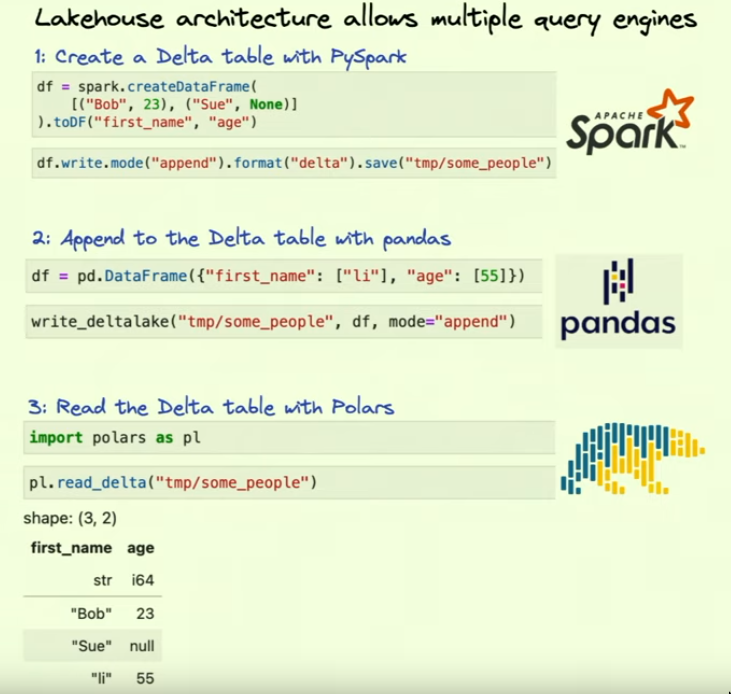 Lakehouse architecture allows multiple query engines
1: Create a Delta table with PySpark
df = spark.createDataFrame(
    [("Bob", 23), ("Sue", None)]
).toDF("first_name", "age")
df.write.mode("append").format("delta").save("tmp/some_people")
APACHE
Spark™
2: Append to the Delta table with pandas
df = pd.DataFrame({"first_name": ["li"], "age": [55]})
write_deltalake("tmp/some_people", df, mode="append")
pandas
3: Read the Delta table with Polars
import polars as pl
pl.read_delta("tmp/some_people")
shape: (3, 2)
first_name age
str i64
"Bob" 23
"Sue" null
"li" 55